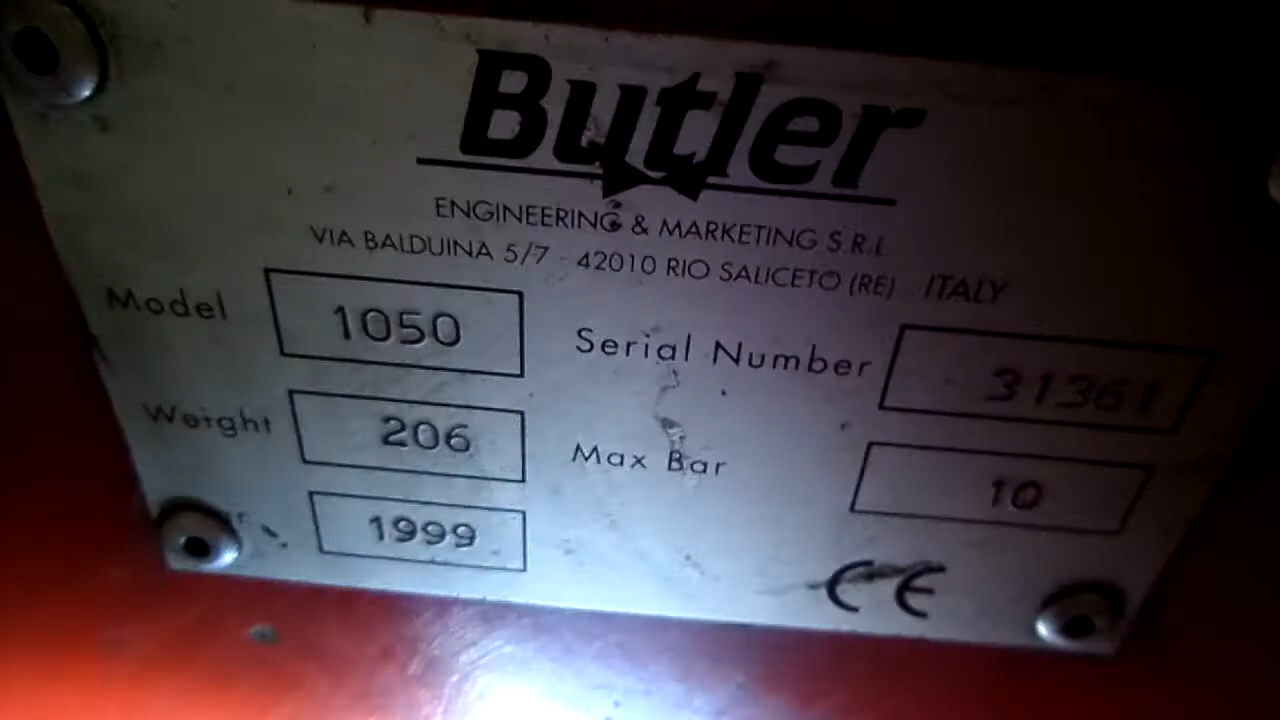 Butler
ENGINEERING & MARKETING S.R.L
VIA BALDUINA 5/7 - 42010 RIO SALICETO (RE) ITALY
Model 1050 Serial Number 31361
Weight 206 Max Bar 10
1999
CE